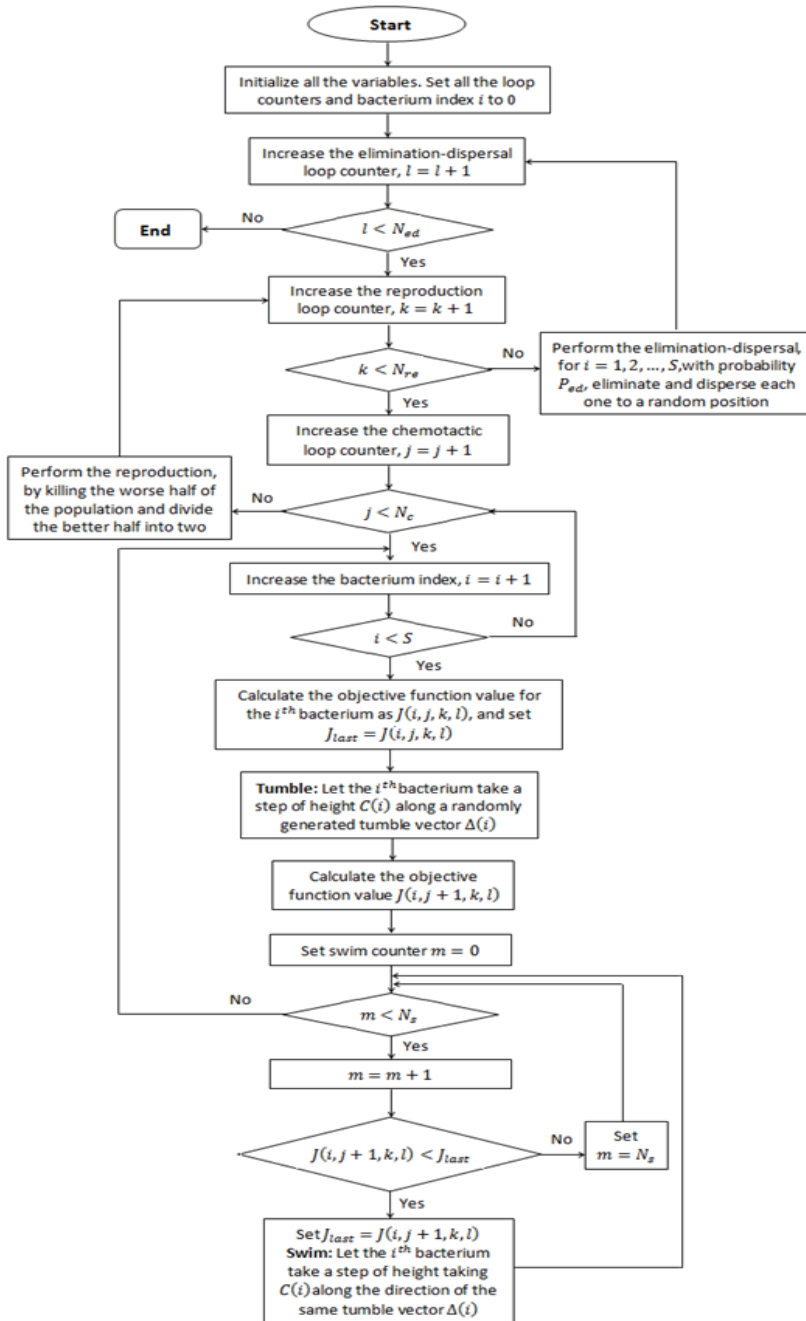 Start
Initialize all the variables. Set all the loop
counters and bacterium index i to 0
Increase the elimination-dispersal
loop counter, l = l + 1
No
End
l < N_ed
Yes
Increase the reproduction
loop counter, k = k + 1
No
k < N_re
Perform the elimination-dispersal,
for i = 1, 2, ..., S,with probability
P_ed, eliminate and disperse each
one to a random position
Yes
Increase the chemotactic
loop counter, j = j + 1
Perform the reproduction,
by killing the worse half of
the population and divide
the better half into two
No
j < N_c
Yes
Increase the bacterium index, i = i + 1
No
i < S
Yes
Calculate the objective function value for
the i^th bacterium as J(i, j, k, l), and set
J_last = J(i, j, k, l)
Tumble: Let the i^th bacterium take a
step of height C(i) along a randomly
generated tumble vector Δ(i)
Calculate the objective
function value J(i, j + 1, k, l)
Set swim counter m = 0
No
m < N_s
Yes
m = m + 1
J(i, j + 1, k, l) < J_last
No
Set
m = N_s
Yes
Set J_last = J(i, j + 1, k, l)
Swim: Let the i^th bacterium
take a step of height taking
C(i) along the direction of the
same tumble vector Δ(i)